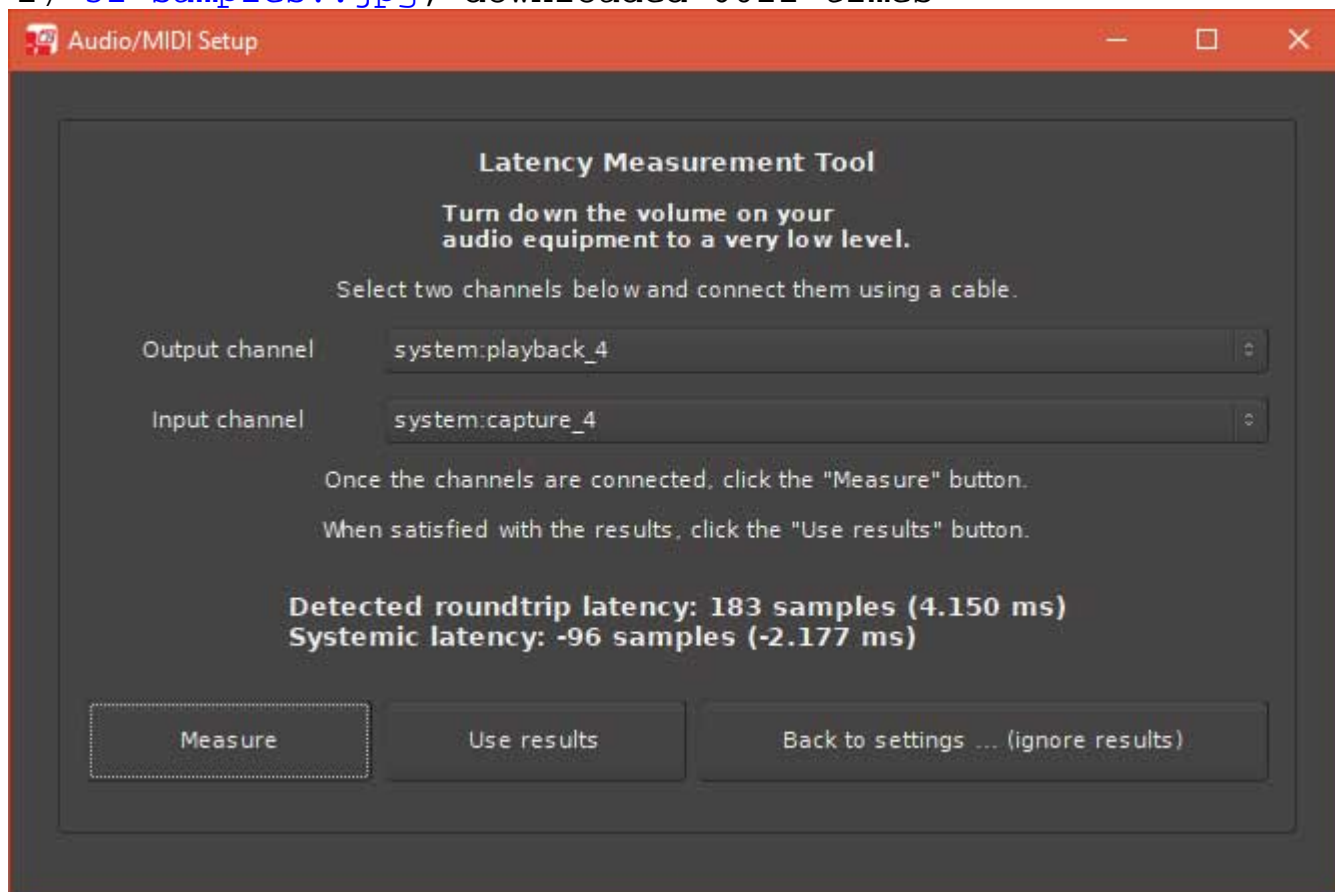 Audio/MIDI Setup
Latency Measurement Tool
Turn down the volume on your
audio equipment to a very low level.
Select two channels below and connect them using a cable.
Output channel system:playback_4
Input channel system:capture_4
Once the channels are connected, click the "Measure" button.
When satisfied with the results, click the "Use results" button.
Detected roundtrip latency: 183 samples (4.150 ms)
Systemic latency: -96 samples (-2.177 ms)
Measure Use results Back to settings ... (ignore results)